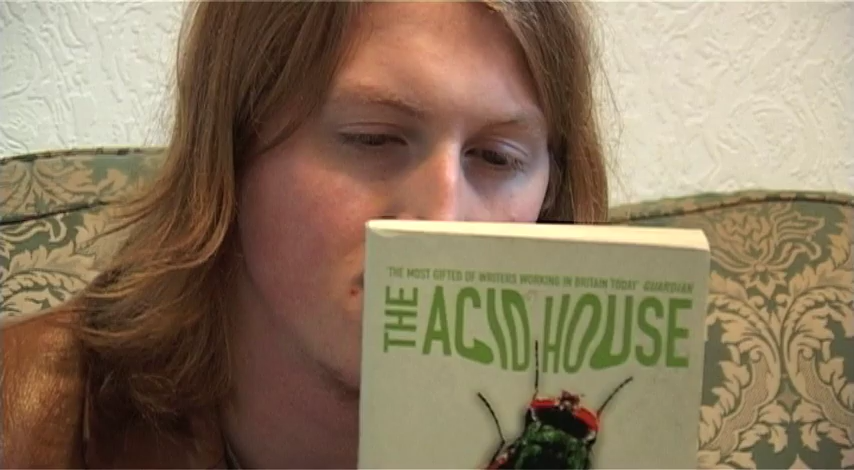 'THE MOST GIFTED OF WRITERS WORKING IN BRITAIN TODAY' GUARDIAN
THE ACID HOUSE